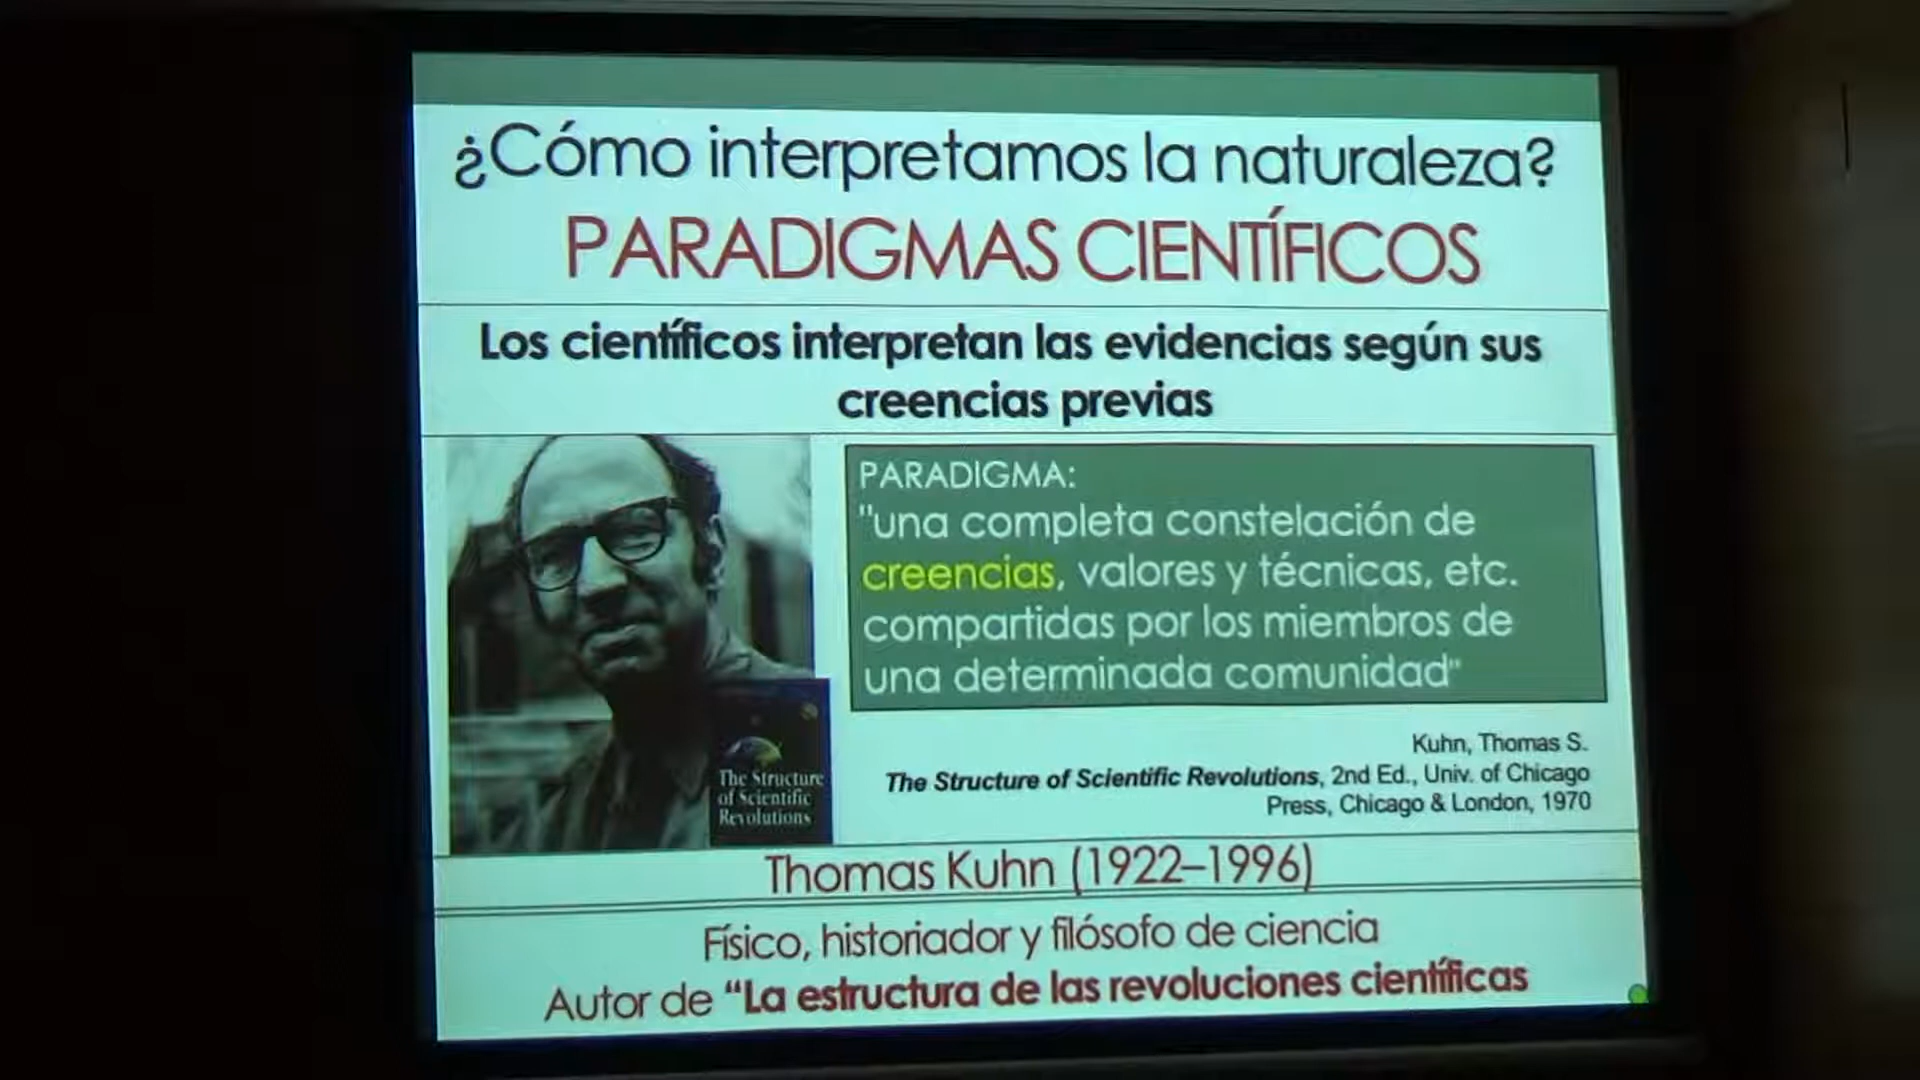 ¿Cómo interpretamos la naturaleza?
PARADIGMAS CIENTÍFICOS
Los científicos interpretan las evidencias según sus
creencias previas
PARADIGMA:
"una completa constelación de
creencias, valores y técnicas, etc.
compartidas por los miembros de
una determinada comunidad"
The Structure
of Scientific
Revolutions
Kuhn, Thomas S.
The Structure of Scientific Revolutions, 2nd Ed., Univ. of Chicago
Press, Chicago & London, 1970
Thomas Kuhn (1922–1996)
Físico, historiador y filósofo de ciencia
Autor de “La estructura de las revoluciones científicas